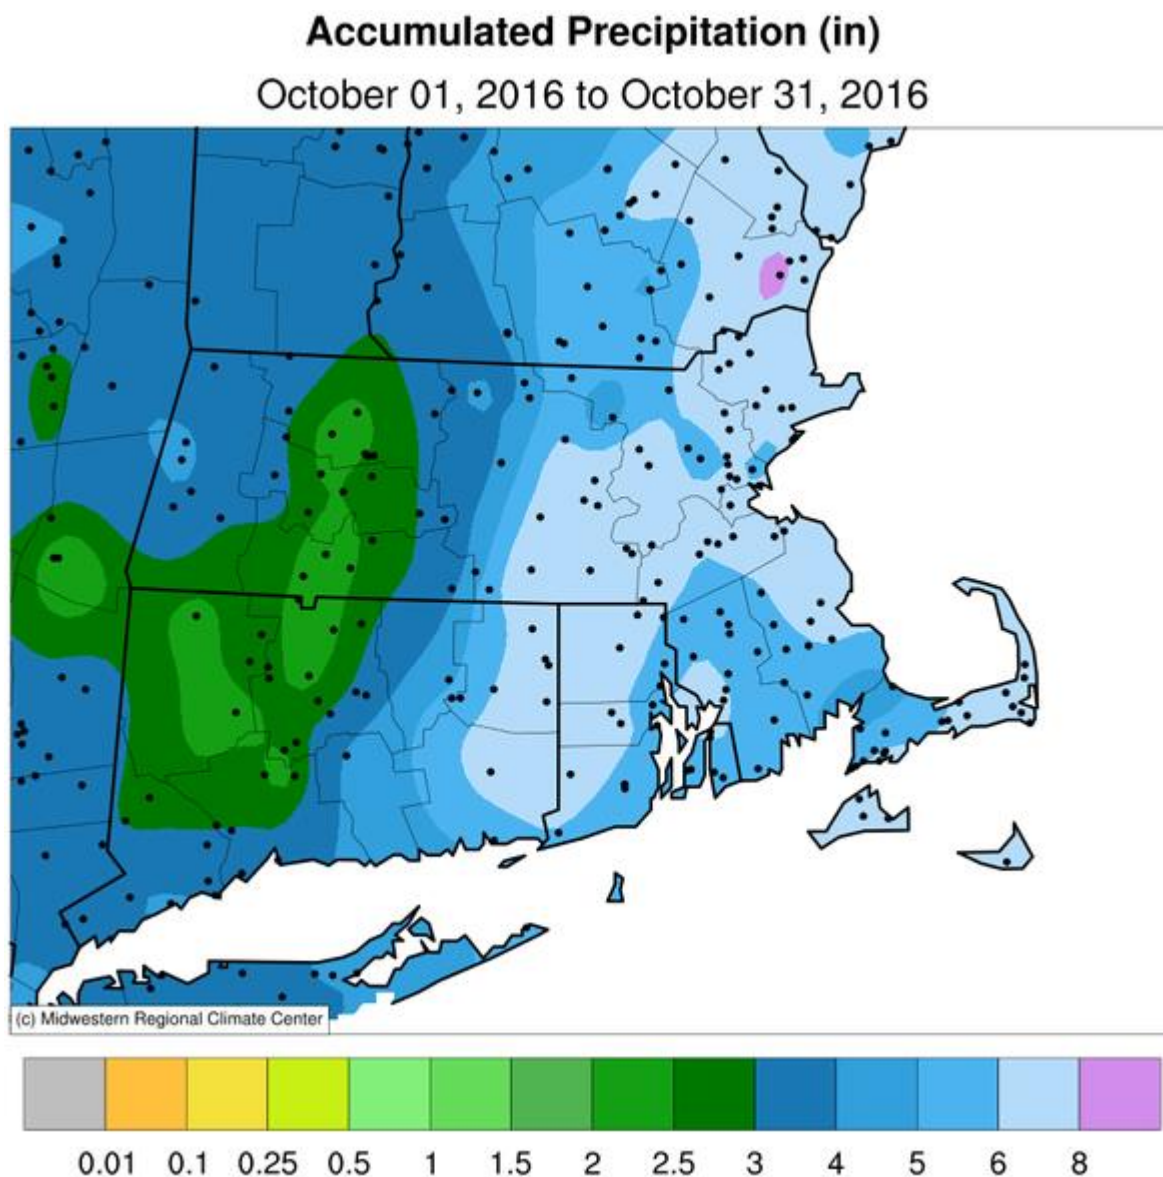 Accumulated Precipitation (in)
October 01, 2016 to October 31, 2016
(c) Midwestern Regional Climate Center
0.01 0.1 0.25 0.5 1 1.5 2 2.5 3 4 5 6 8